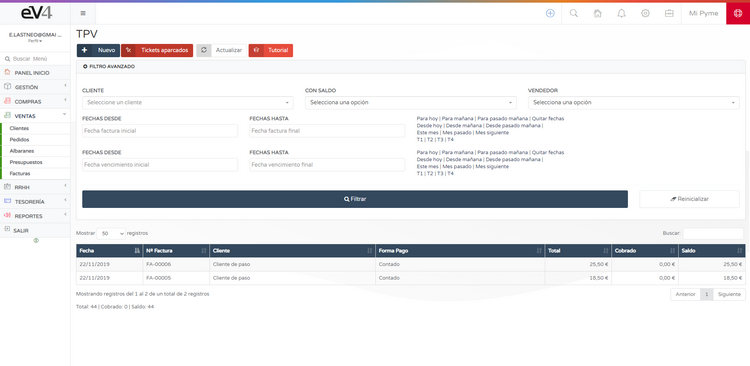 eV4
Mi Pyme
E.LASTNEO@GMAI ...
Perfil
Buscar Menú
PANEL INICIO
GESTIÓN
COMPRAS
VENTAS
Clientes
Pedidos
Albaranes
Presupuestos
Facturas
RRHH
TESORERÍA
REPORTES
SALIR
TPV
Nuevo
Tickets aparcados
Actualizar
Tutorial
FILTRO AVANZADO
CLIENTE
CON SALDO
VENDEDOR
Seleccione un cliente
Selecciona una opción
Selecciona una opción
FECHAS DESDE
FECHAS HASTA
Fecha factura inicial
Fecha factura final
Para hoy | Para mañana | Para pasado mañana | Quitar fechas
Desde hoy | Desde mañana | Desde pasado mañana |
Este mes | Mes pasado | Mes siguiente
T1 | T2 | T3 | T4
FECHAS DESDE
FECHAS HASTA
Fecha vencimiento inicial
Fecha vencimiento final
Para hoy | Para mañana | Para pasado mañana | Quitar fechas
Desde hoy | Desde mañana | Desde pasado mañana |
Este mes | Mes pasado | Mes siguiente
T1 | T2 | T3 | T4
Filtrar
Reinicializar
Mostrar 50 registros
Buscar:
Fecha Nº Factura Cliente Forma Pago Total Cobrado Saldo
22/11/2019 FA-00006 Cliente de paso Contado 25,50 € 0,00 € 25,50 €
22/11/2019 FA-00005 Cliente de paso Contado 18,50 € 0,00 € 18,50 €
Mostrando registros del 1 al 2 de un total de 2 registros
Anterior 1 Siguiente
Total: 44 | Cobrado: 0 | Saldo: 44